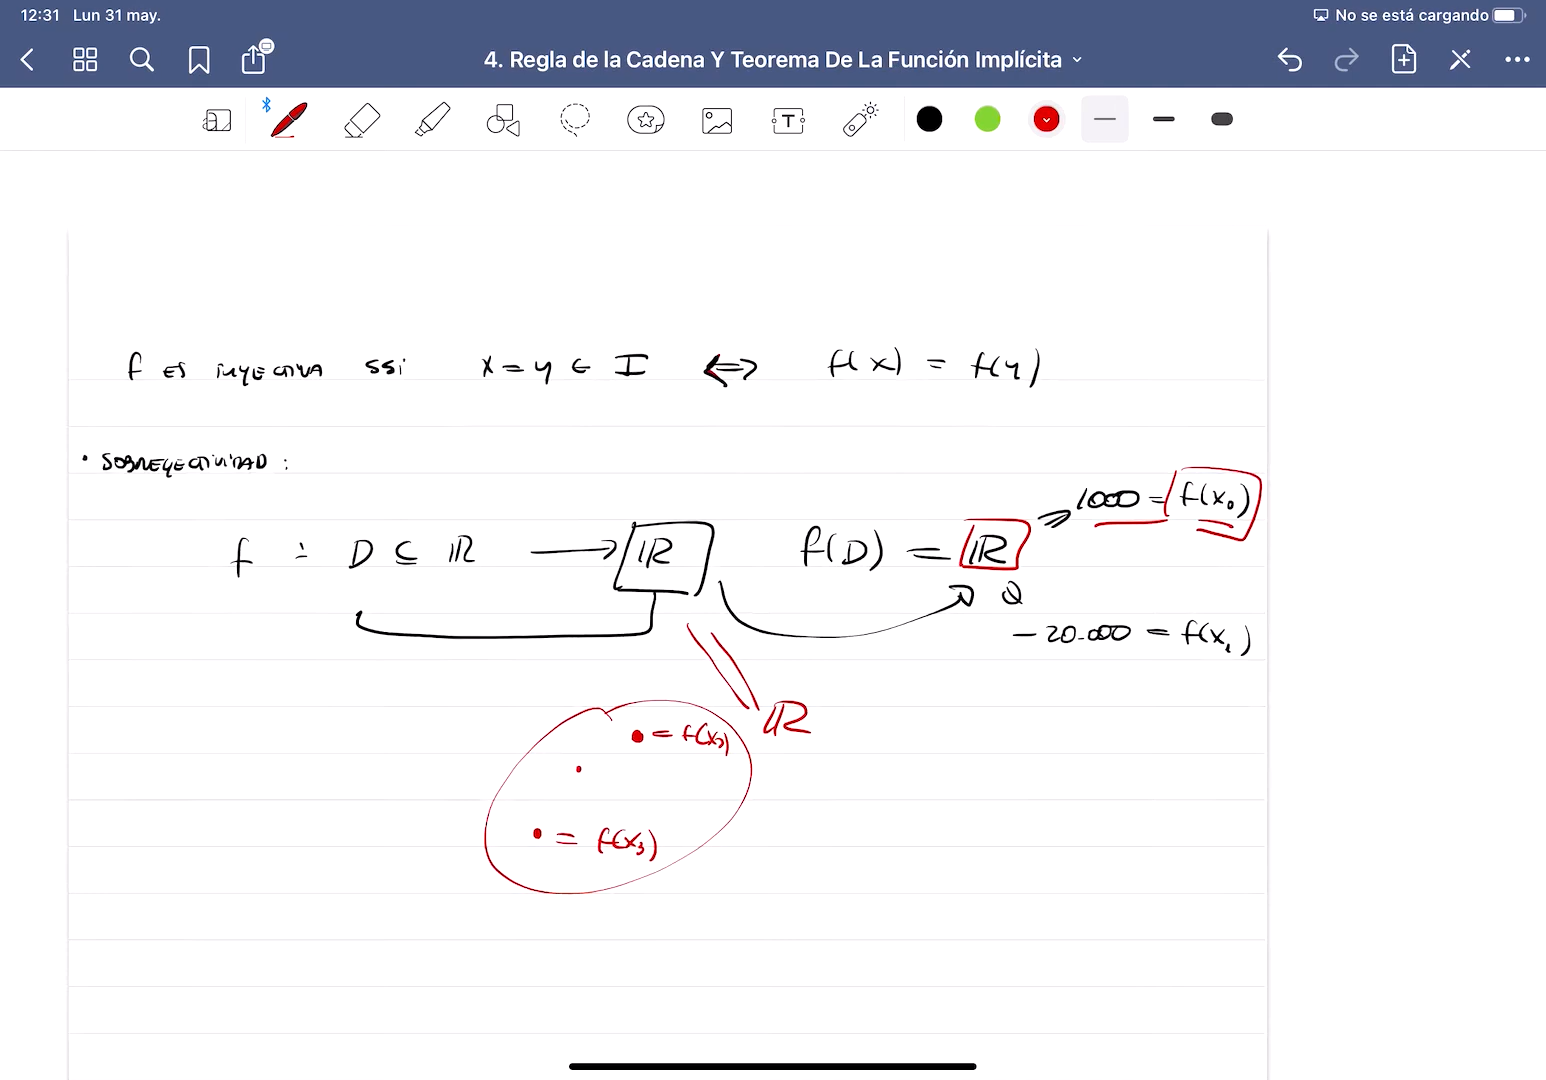 12:31 Lun 31 may. No se está cargando
4. Regla de la Cadena Y Teorema De La Función Implícita
f ES INYECTIVA SSI x = y ∈ I ⟺ f(x) = f(y)
• SOBREYECTIVIDAD :
1000 = f(x₀)
f : D ⊆ ℝ ⟶ ℝ f(D) = ℝ
-20.000 = f(x₁)
ℝ
• = f(x₂)
• = f(x₃)